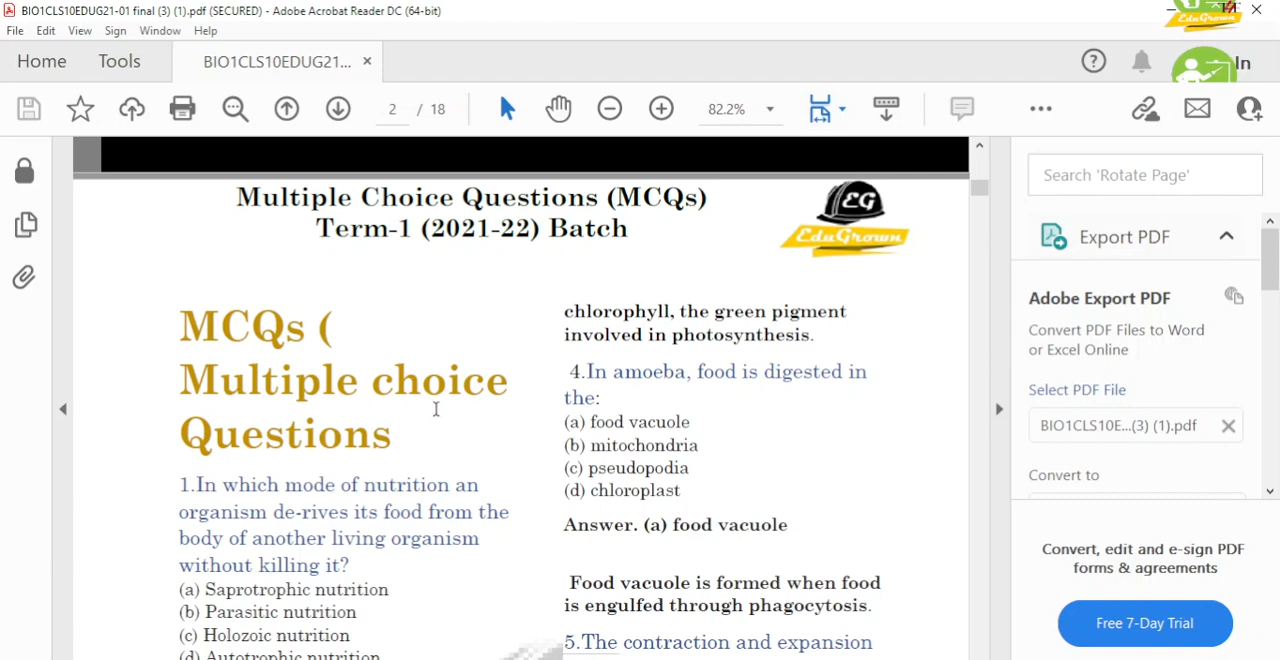 BIO1CLS10EDUG21-01 final (3) (1).pdf (SECURED) - Adobe Acrobat Reader DC (64-bit)
File Edit View Sign Window Help
EduGrown
Home Tools BIO1CLS10EDUG21... × In
2 / 18 82.2%
Multiple Choice Questions (MCQs)
Term-1 (2021-22) Batch
EG
EduGrown
MCQs (
Multiple choice
Questions
1.In which mode of nutrition an
organism de-rives its food from the
body of another living organism
without killing it?
(a) Saprotrophic nutrition
(b) Parasitic nutrition
(c) Holozoic nutrition
(d) Autotrophic nutrition
chlorophyll, the green pigment
involved in photosynthesis.
4.In amoeba, food is digested in
the:
(a) food vacuole
(b) mitochondria
(c) pseudopodia
(d) chloroplast
Answer. (a) food vacuole
Food vacuole is formed when food
is engulfed through phagocytosis.
5.The contraction and expansion
Search 'Rotate Page'
Export PDF
Adobe Export PDF
Convert PDF Files to Word
or Excel Online
Select PDF File
BIO1CLS10E...(3) (1).pdf
Convert to
Convert, edit and e-sign PDF
forms & agreements
Free 7-Day Trial